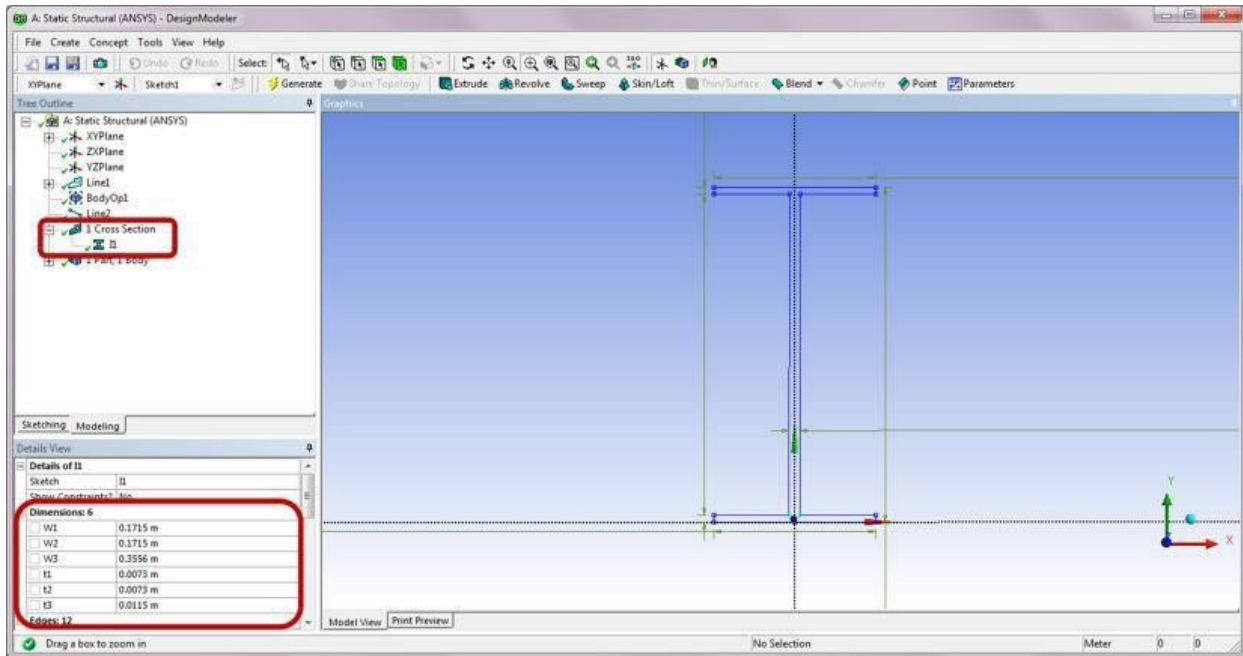 A: Static Structural (ANSYS) - DesignModeler
File Create Concept Tools View Help
Undo Redo Select:
XYPlane Sketch1 Generate Share Topology Extrude Revolve Sweep Skin/Loft Thin/Surface Blend Chamfer Point Parameters
Tree Outline
Graphics
A: Static Structural (ANSYS)
XYPlane
ZXPlane
YZPlane
Line1
BodyOp1
Line2
1 Cross Section
I1
1 Part, 1 Body
Sketching Modeling
Details View
Details of I1
Sketch I1
Show Constraints? No
Dimensions: 6
W1 0.1715 m
W2 0.1715 m
W3 0.3556 m
t1 0.0073 m
t2 0.0073 m
t3 0.0115 m
Edges: 12
Y
X
Model View Print Preview
Drag a box to zoom in No Selection Meter 0 0